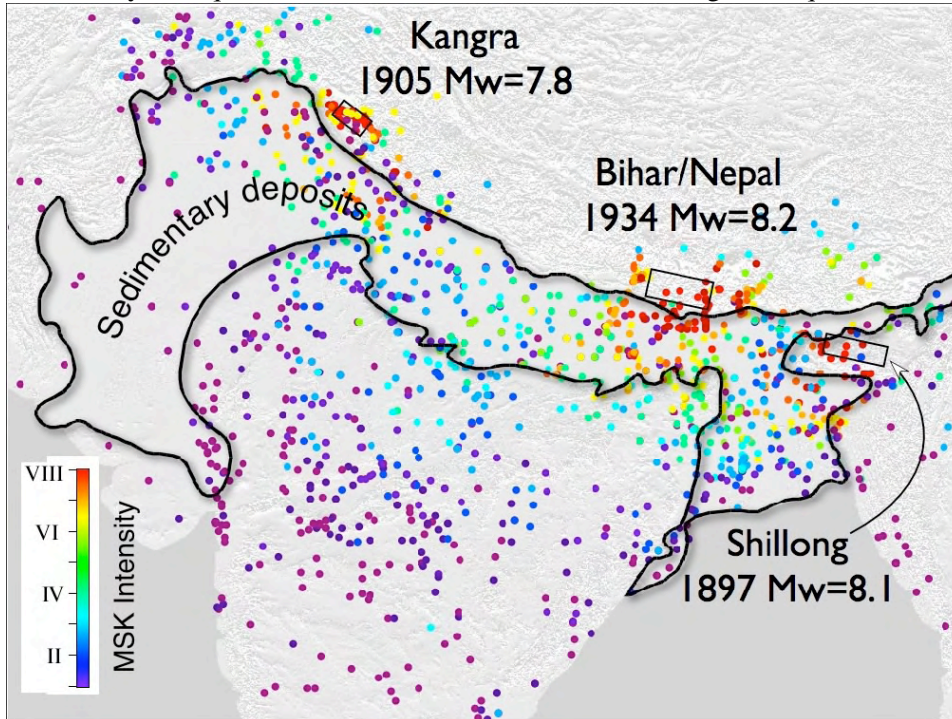 Kangra
1905 Mw=7.8
Bihar/Nepal
1934 Mw=8.2
Sedimentary deposits
VIII
VI
IV
II
MSK Intensity
Shillong
1897 Mw=8.1